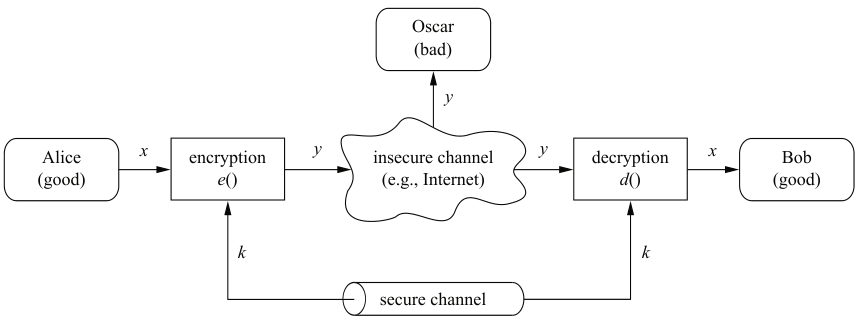 Oscar
(bad)
y
Alice
(good)
x
encryption
e()
y
insecure channel
(e.g., Internet)
y
decryption
d()
x
Bob
(good)
k
k
secure channel